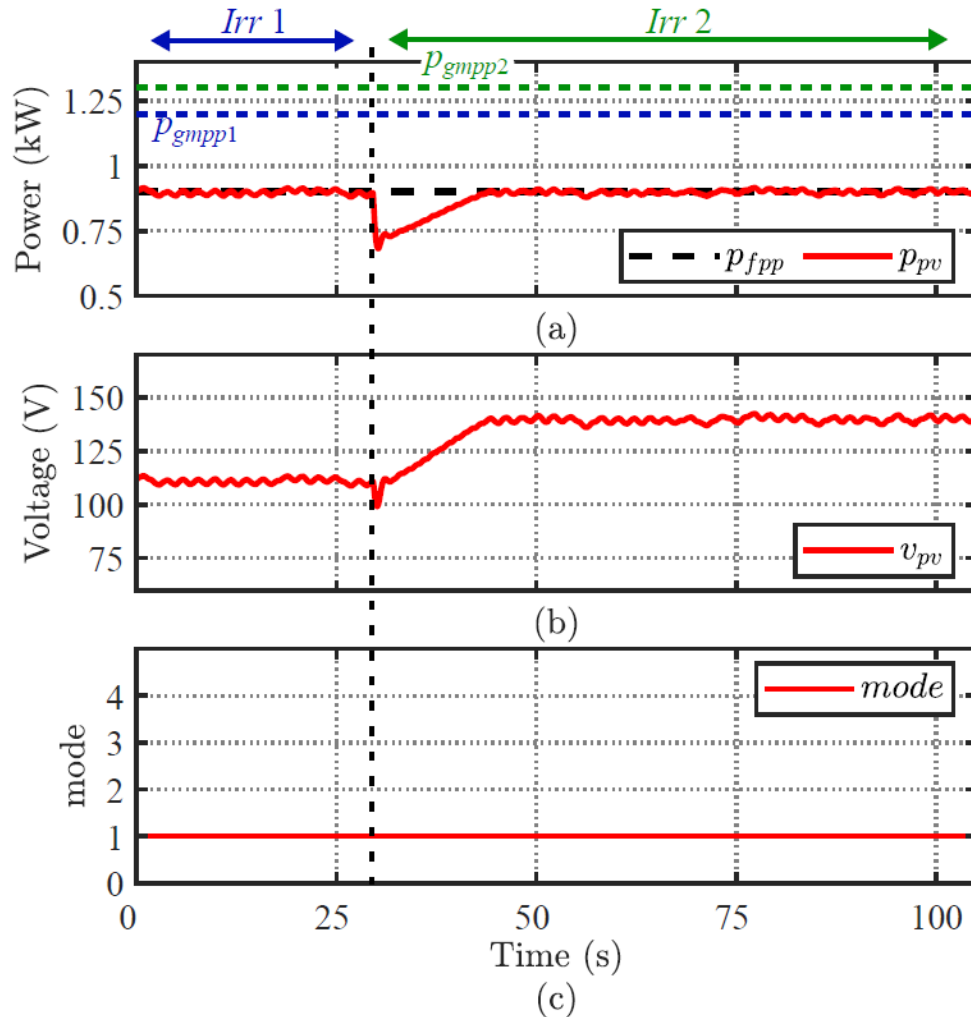 Irr 1
Irr 2
Power (kW)
1.25
1
0.75
0.5
p_gmpp2
p_gmpp1
p_fpp
p_pv
(a)
Voltage (V)
150
125
100
75
v_pv
(b)
mode
4
3
2
1
0
mode
0
25
50
75
100
Time (s)
(c)